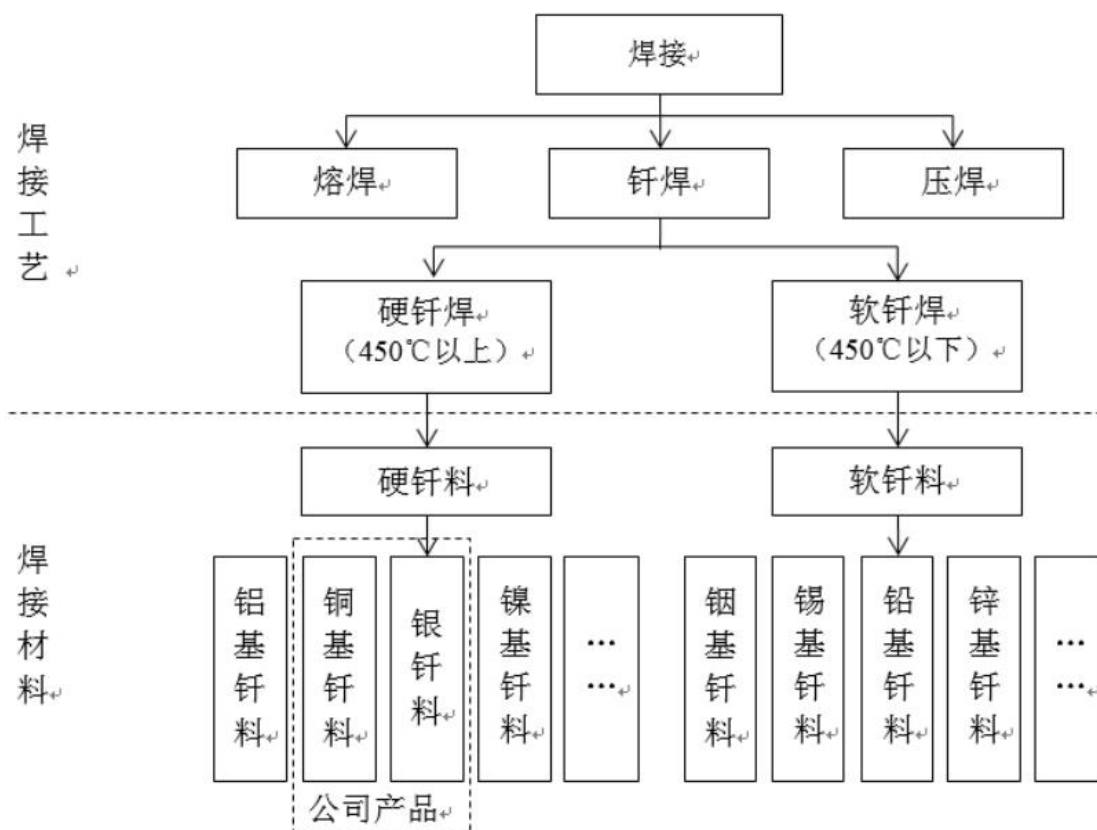 焊接
焊接工艺
熔焊
钎焊
压焊
硬钎焊
（450℃以上）
软钎焊
（450℃以下）
硬钎料
软钎料
焊接材料
铝基钎料
铜基钎料
银钎料
镍基钎料
……
铟基钎料
锡基钎料
铅基钎料
锌基钎料
……
公司产品